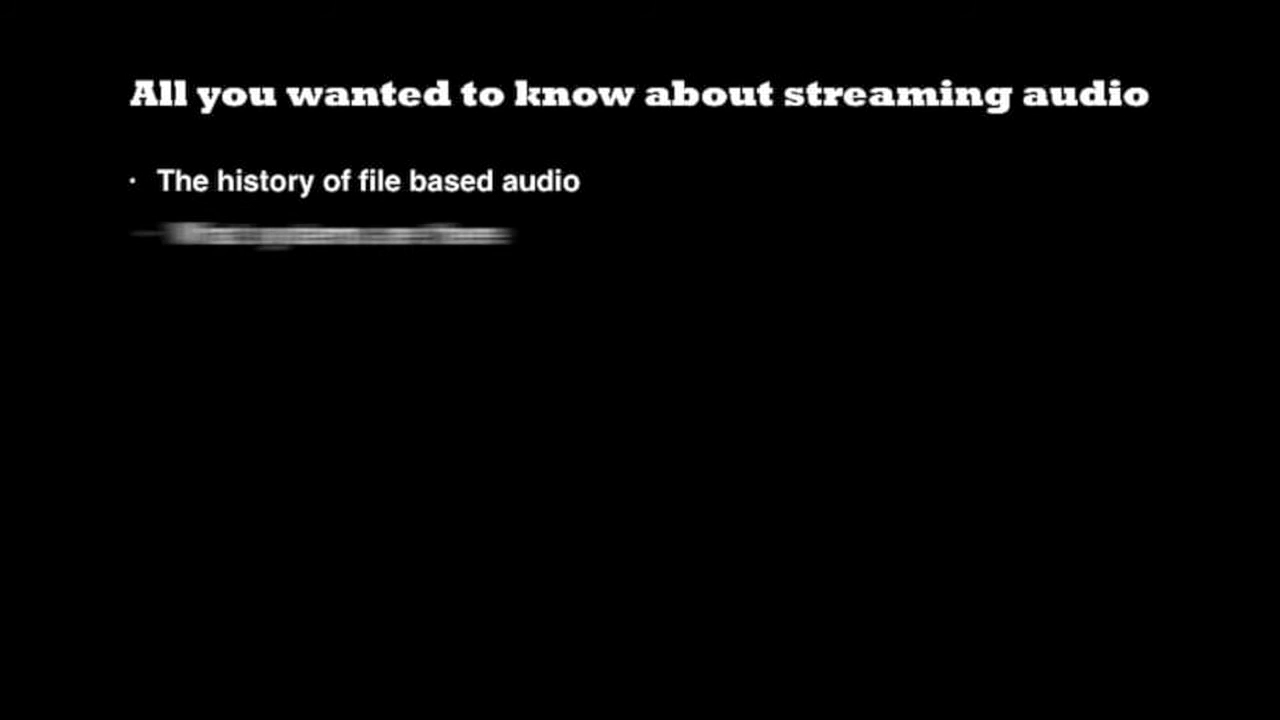 All you wanted to know about streaming audio
· The history of file based audio